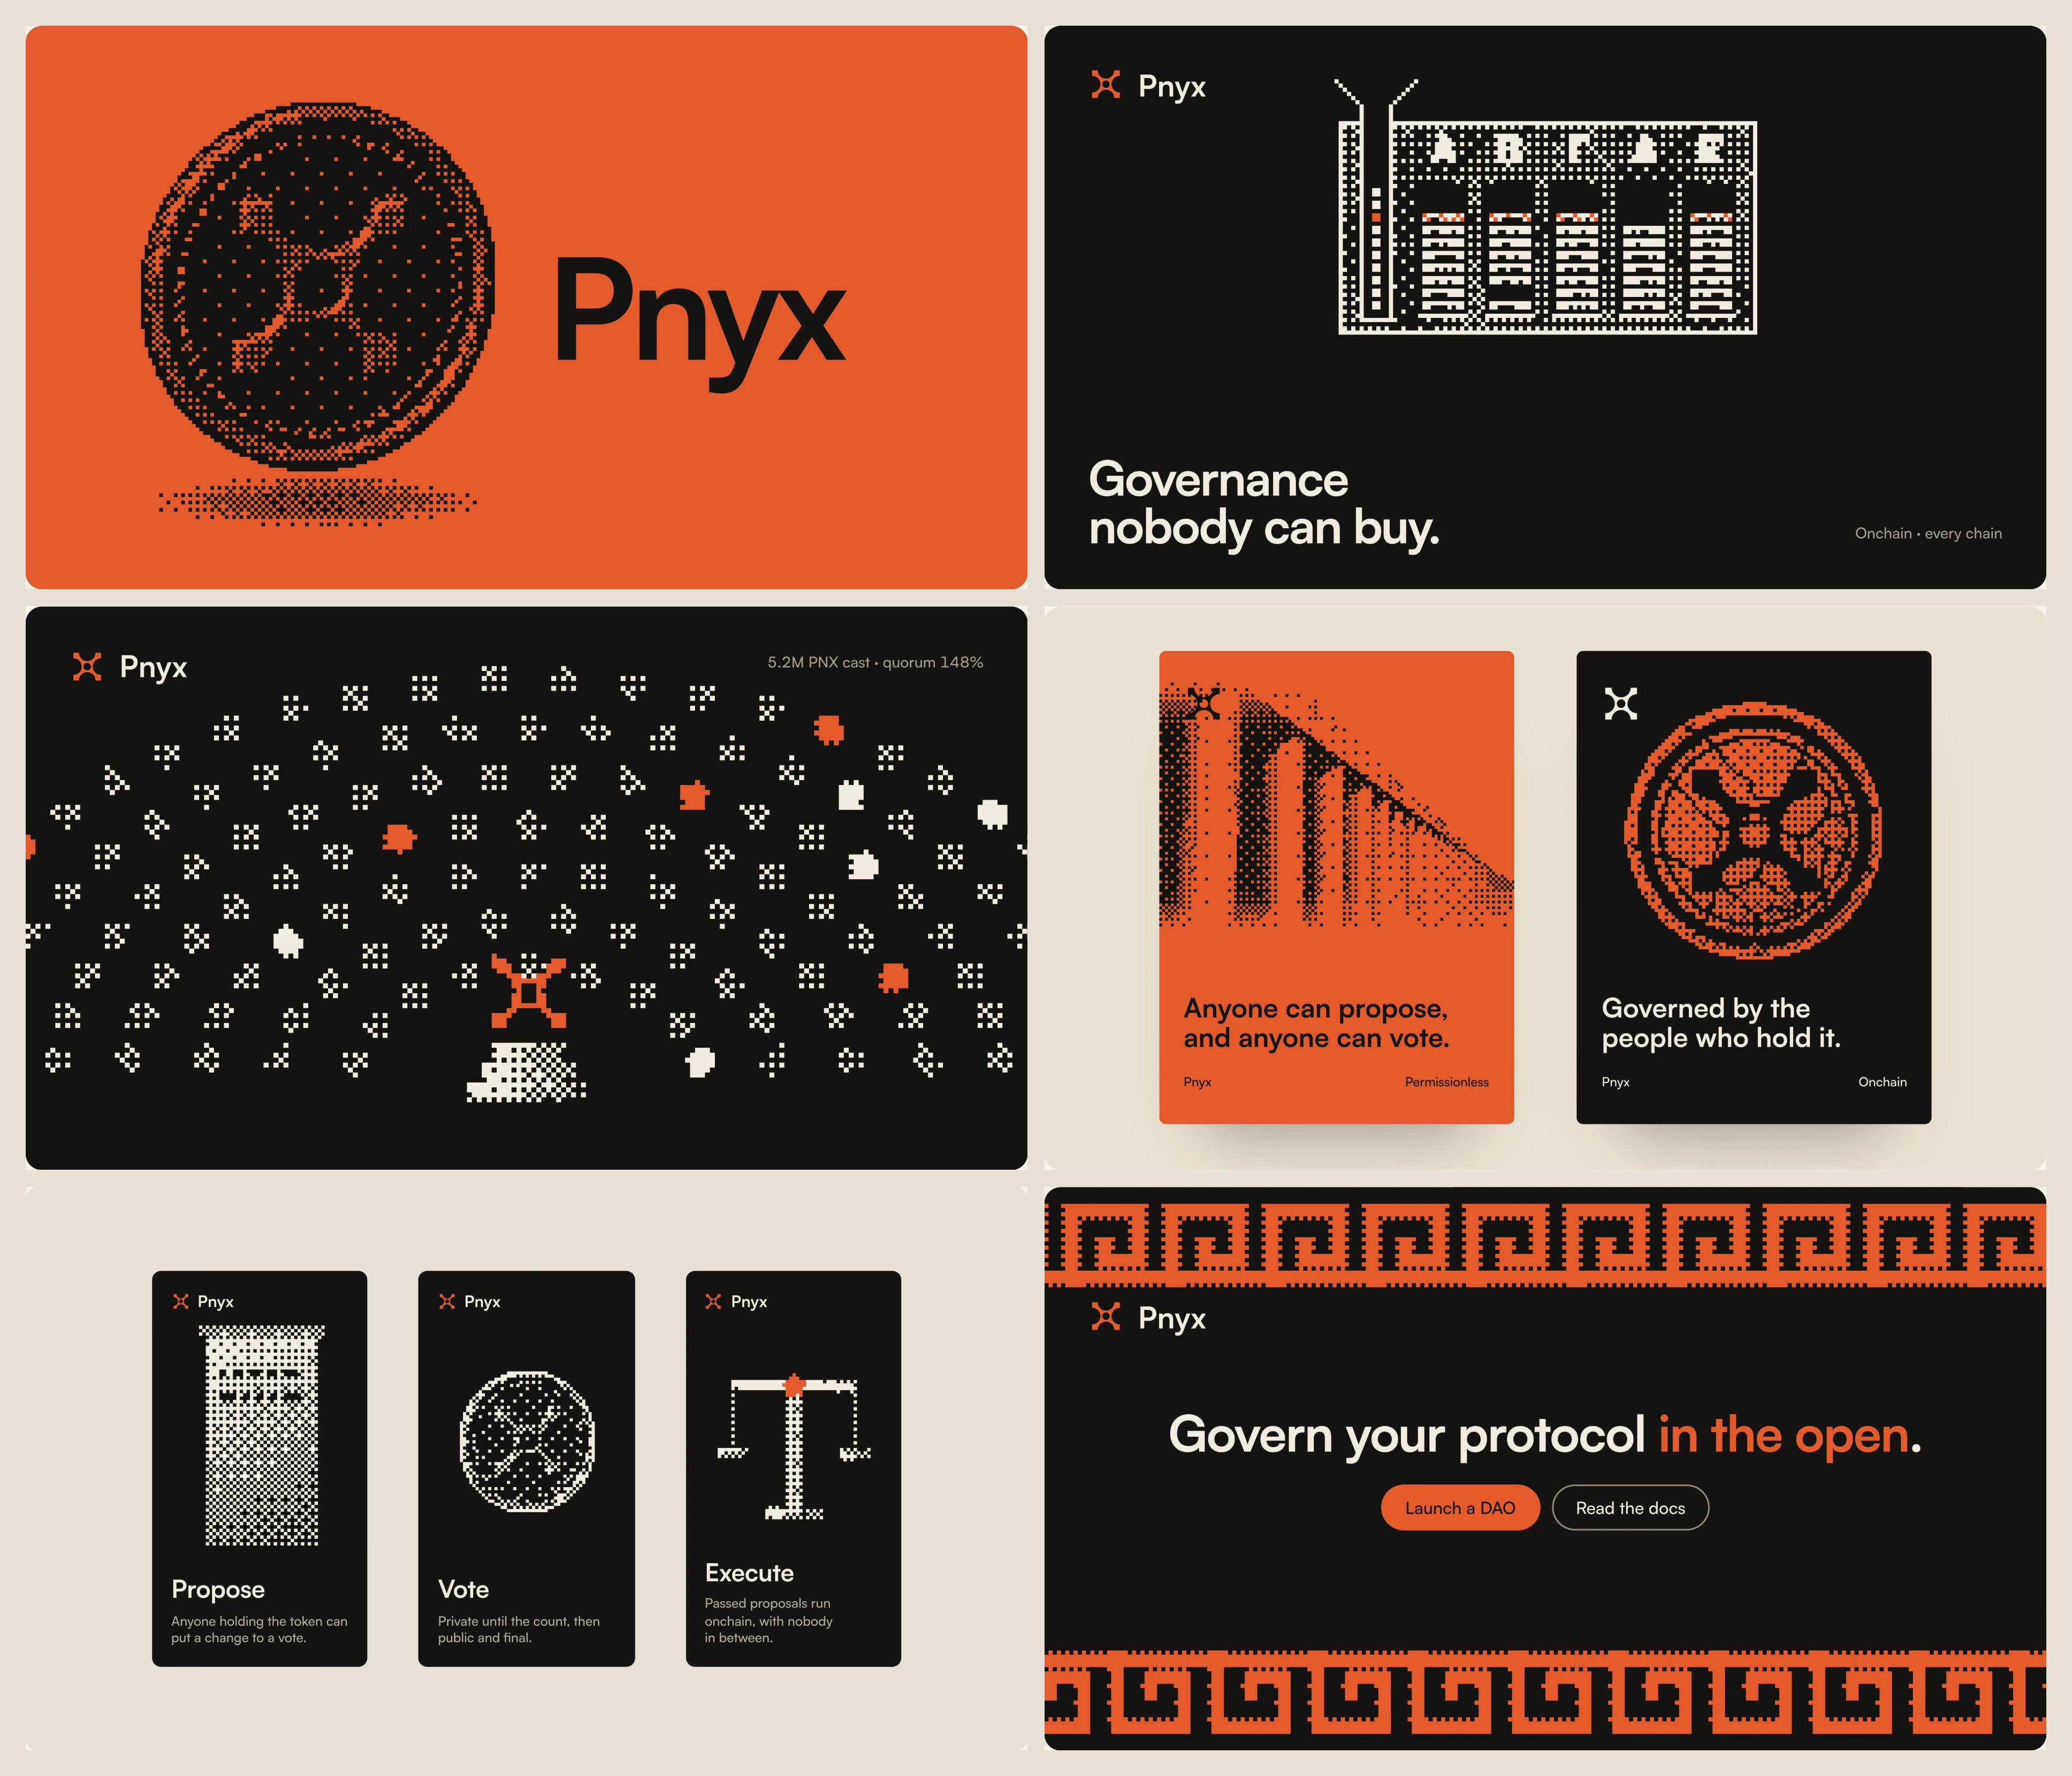 Pnyx
Pnyx
Α Β Γ Δ Ε
Governance
nobody can buy.
Onchain · every chain
Pnyx
5.2M PNX cast · quorum 148%
Anyone can propose,
and anyone can vote.
Pnyx
Permissionless
Governed by the
people who hold it.
Pnyx
Onchain
Pnyx
Propose
Anyone holding the token can
put a change to a vote.
Pnyx
Vote
Private until the count, then
public and final.
Pnyx
Execute
Passed proposals run
onchain, with nobody
in between.
Pnyx
Govern your protocol in the open.
Launch a DAO
Read the docs